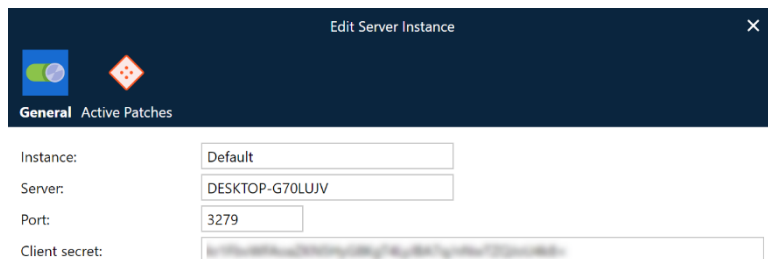 Edit Server Instance
General Active Patches
Instance: Default
Server: DESKTOP-G70LUJV
Port: 3279
Client secret: